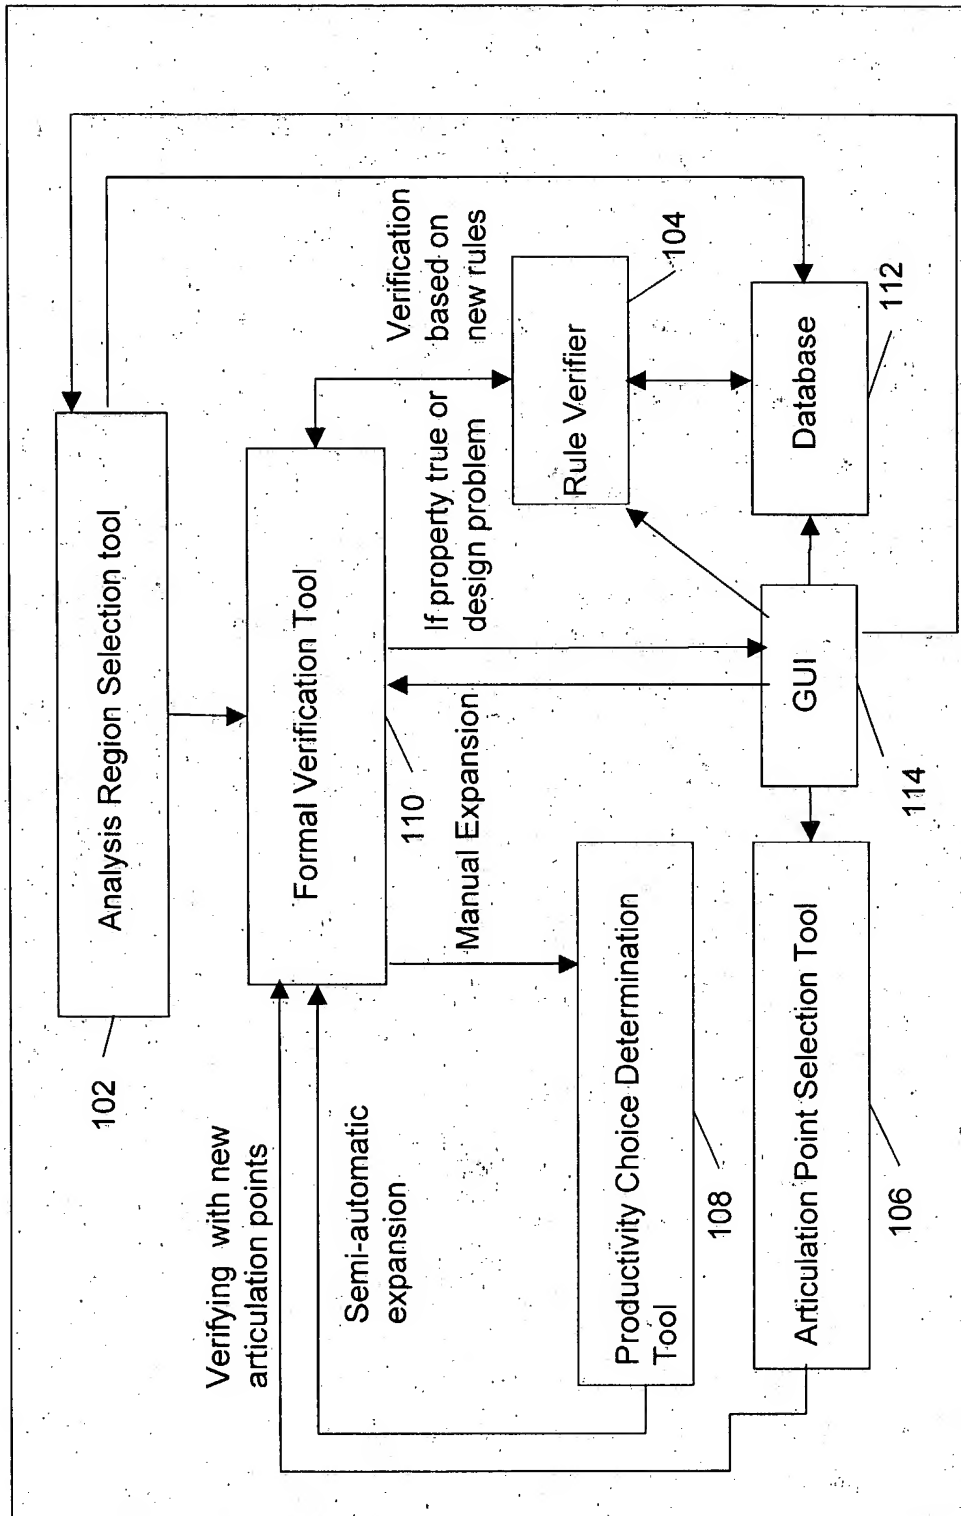 Analysis Region Selection tool
102
Verifying with new
articulation points
Semi-automatic
expansion
Formal Verification Tool
110
Manual Expansion
If property true or
design problem
Verification
based on
new rules
Rule Verifier
104
Productivity Choice Determination
Tool
108
Articulation Point Selection Tool
106
GUI
114
Database
112